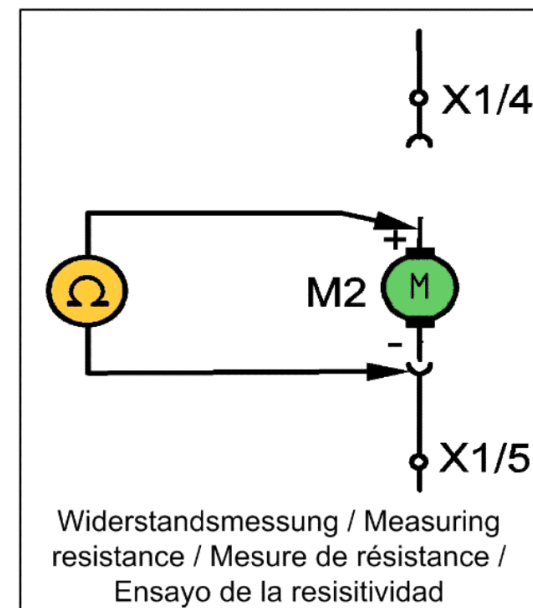 X1/4
+
Ω
M2
M
-
X1/5
Widerstandsmessung / Measuring
resistance / Mesure de résistance /
Ensayo de la resisitividad